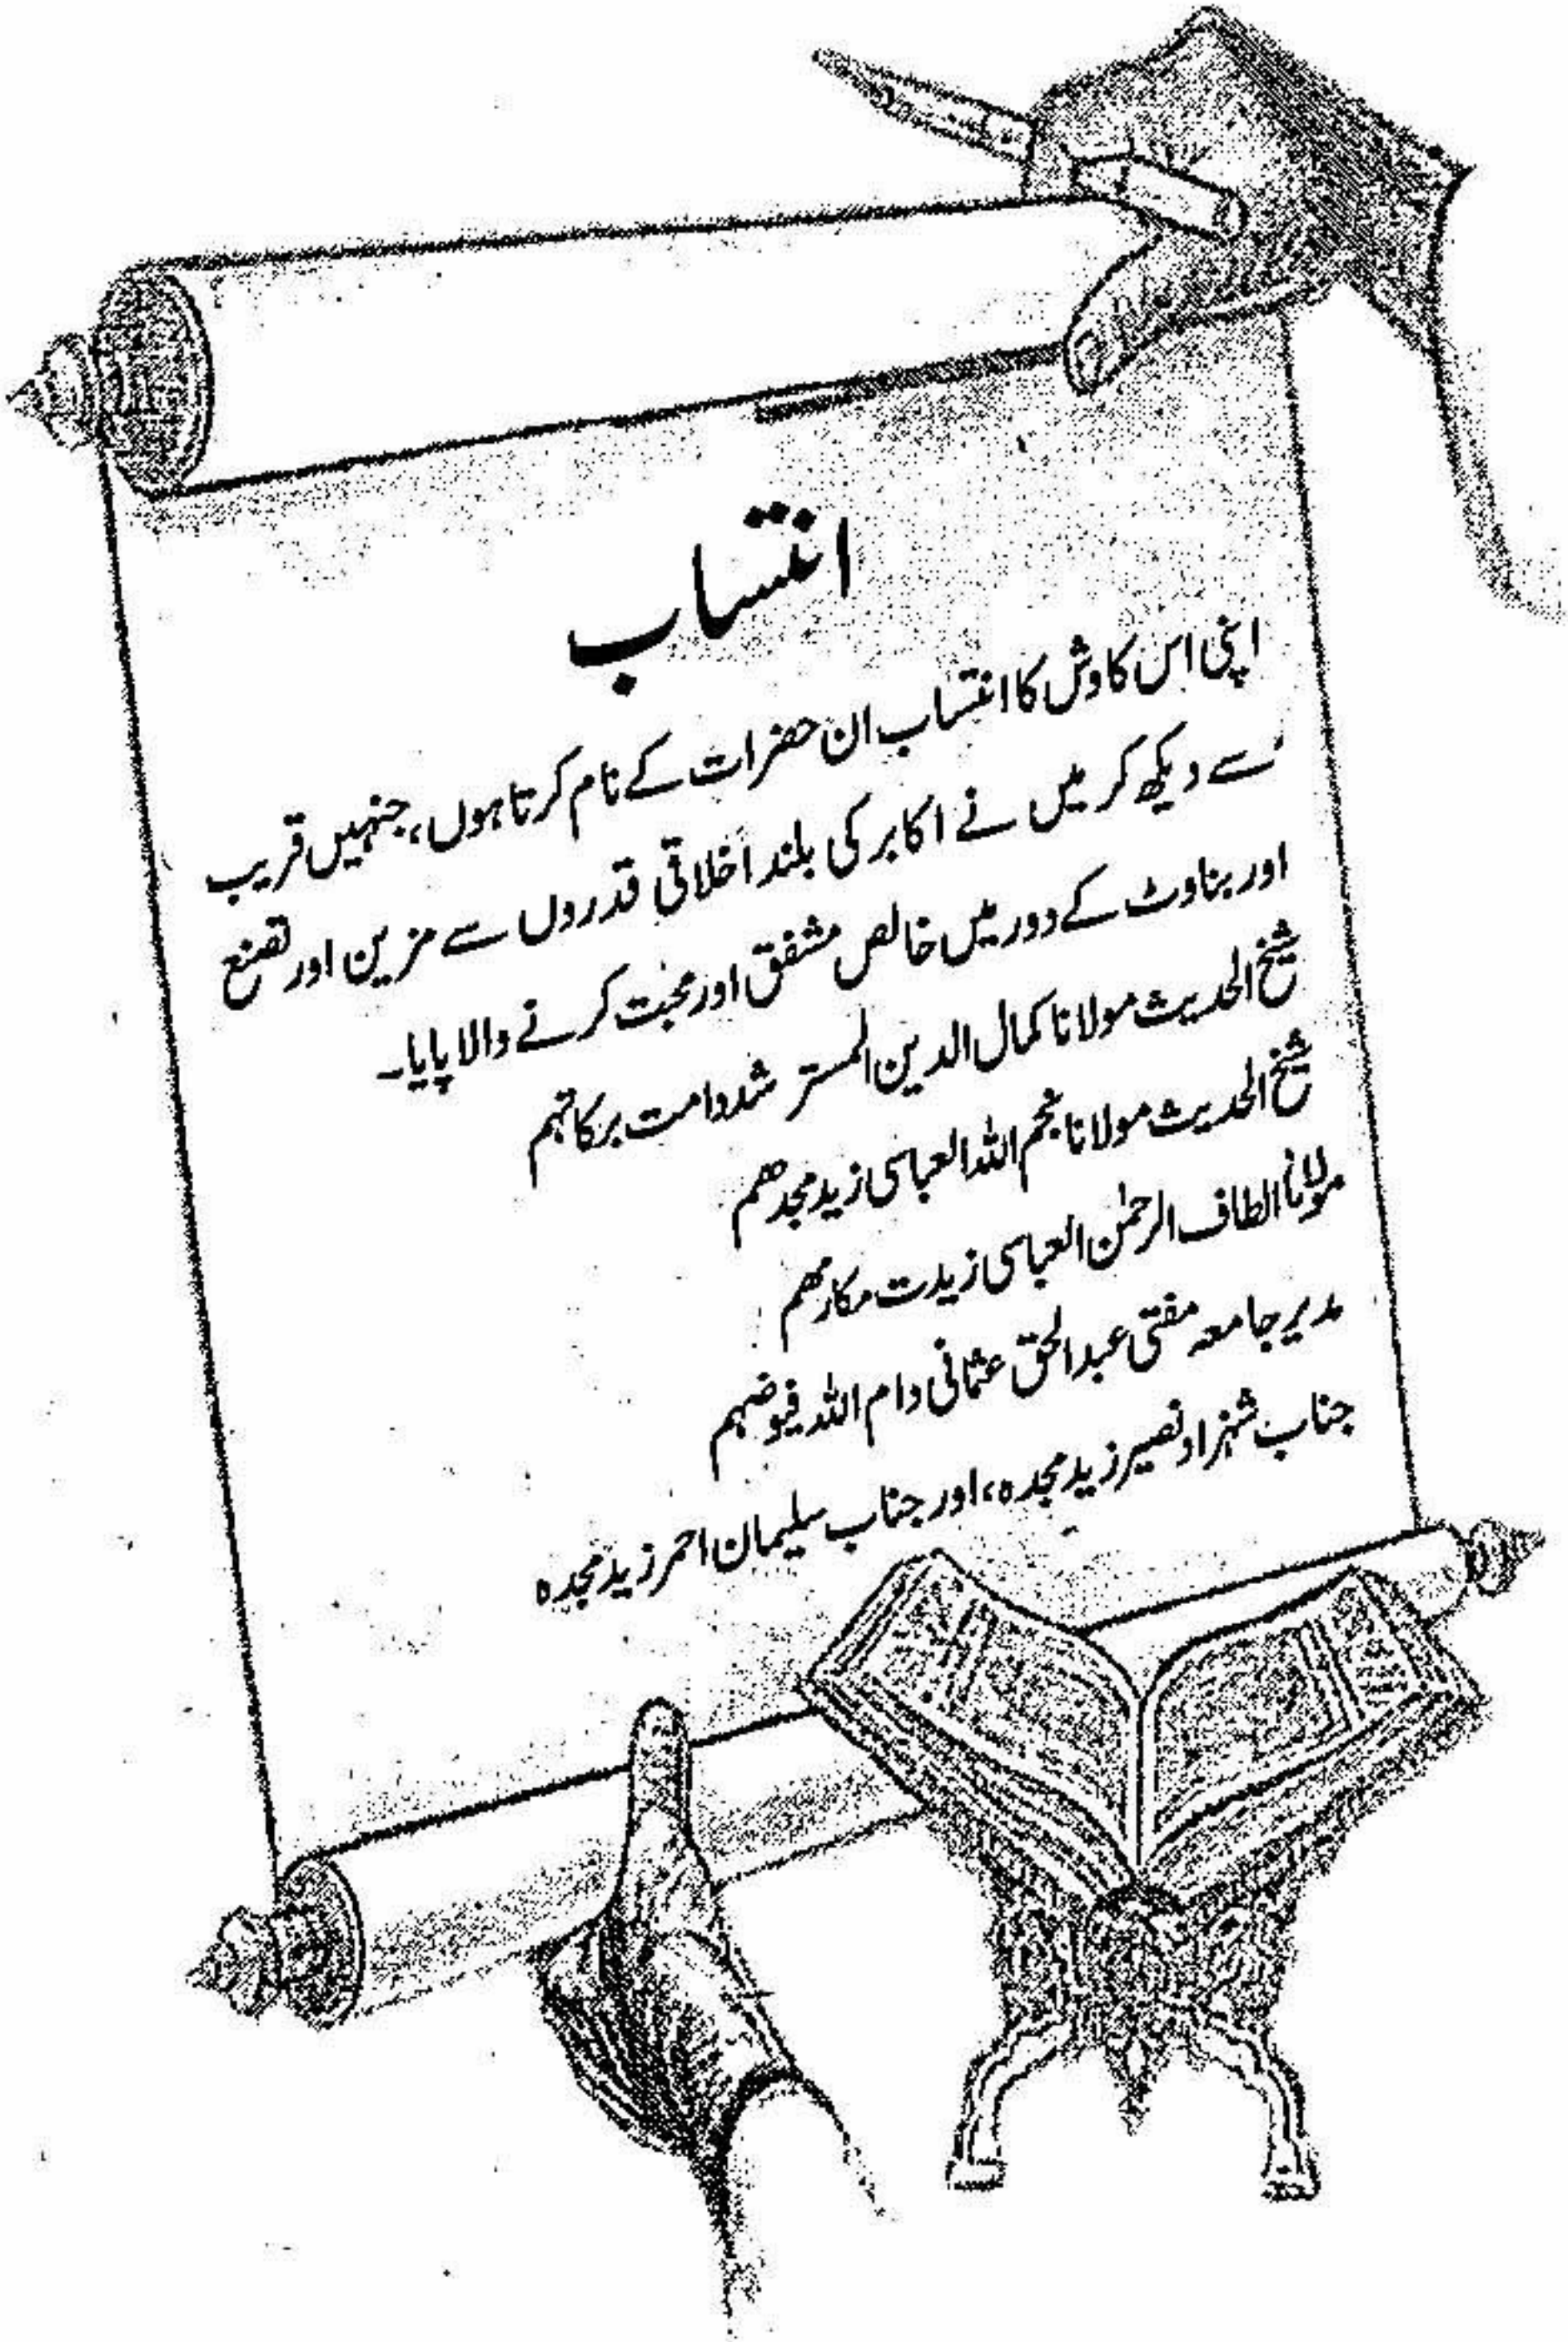 انتساب
اپنی اس کاوش کا انتساب ان حضرات کے نام کرتا ہوں، جنہیں قریب
سے دیکھ کر میں نے اکابر کی بلند اخلاقی قدروں سے مزین اور تصنع
اور بناوٹ کے دور میں خالص مشفق اور محبت کرنے والا پایا۔
شیخ الحدیث مولانا کمال الدین المسترشد دامت برکاتہم
شیخ الحدیث مولانا نجم اللہ العباسی زید مجدھم
مولانا الطاف الرحمٰن العباسی زیدت مکارمھم
مدیر جامعہ مفتی عبدالحق عثمانی دام اللہ فیوضہم
جناب شہزاد نصیر زید مجدہ، اور جناب سلیمان احمر زید مجدہ